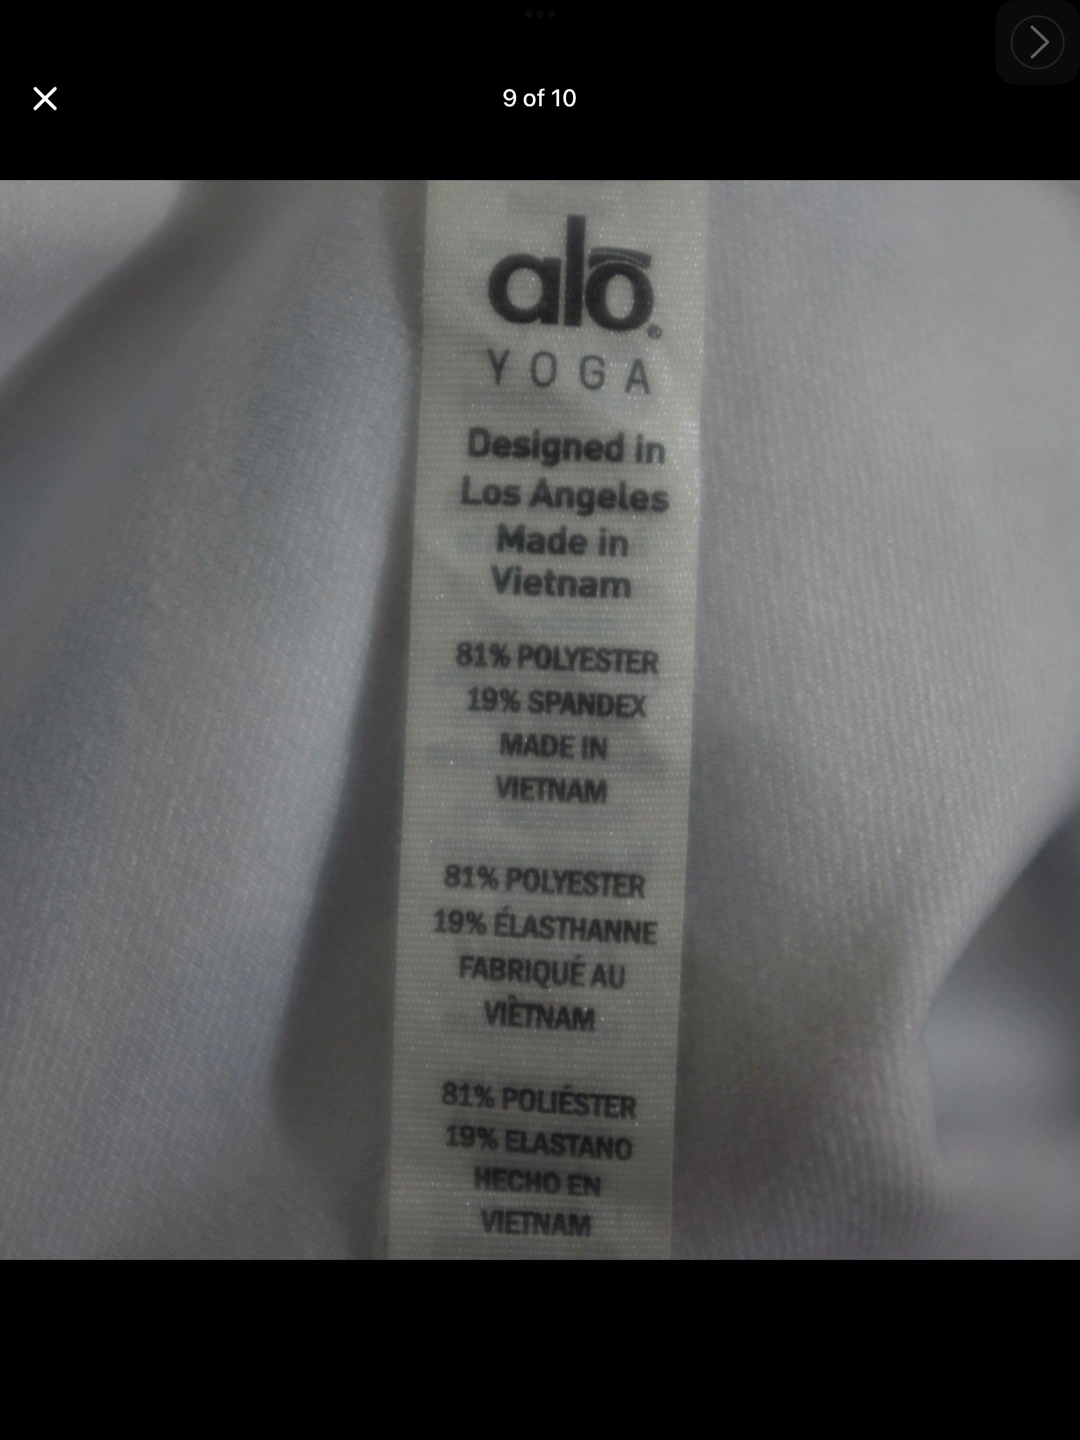 9 of 10
alo®
YOGA
Designed in
Los Angeles
Made in
Vietnam
81% POLYESTER
19% SPANDEX
MADE IN
VIETNAM
81% POLYESTER
19% ÉLASTHANNE
FABRIQUÉ AU
VIÊTNAM
81% POLIÉSTER
19% ELASTANO
HECHO EN
VIETNAM